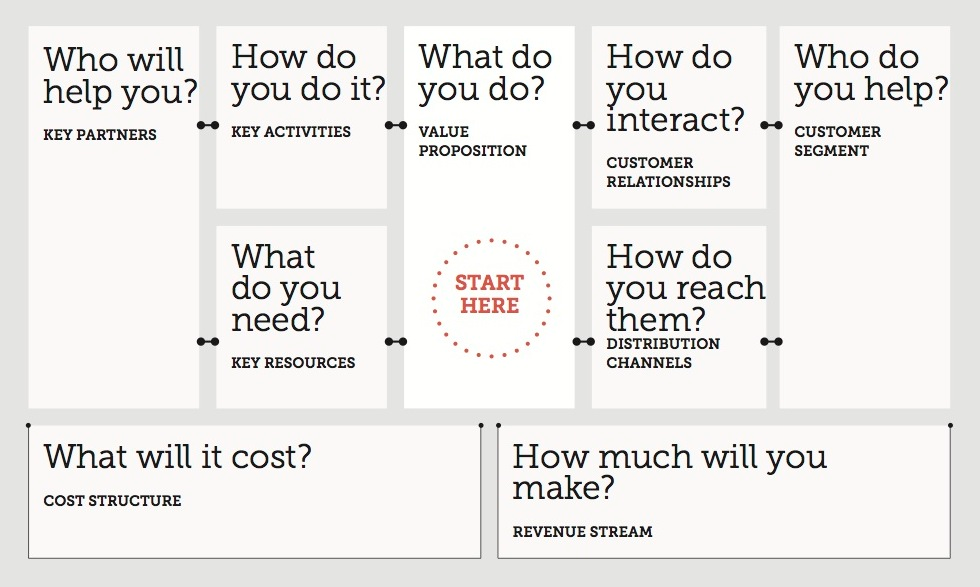 Who will
help you?
KEY PARTNERS
How do
you do it?
KEY ACTIVITIES
What
do you
need?
KEY RESOURCES
What do
you do?
VALUE
PROPOSITION
START
HERE
How do
you
interact?
CUSTOMER
RELATIONSHIPS
How do
you reach
them?
DISTRIBUTION
CHANNELS
Who do
you help?
CUSTOMER
SEGMENT
What will it cost?
COST STRUCTURE
How much will you
make?
REVENUE STREAM